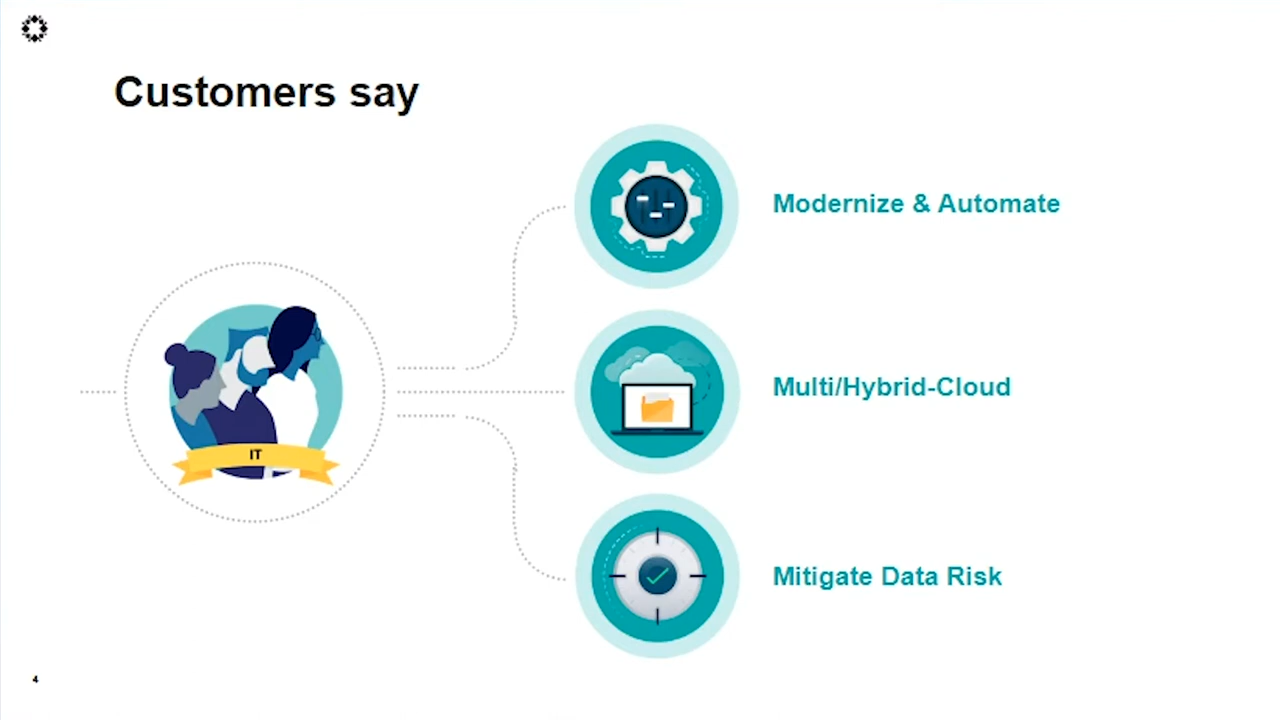 Customers say
Modernize & Automate
Multi/Hybrid-Cloud
IT
Mitigate Data Risk
4